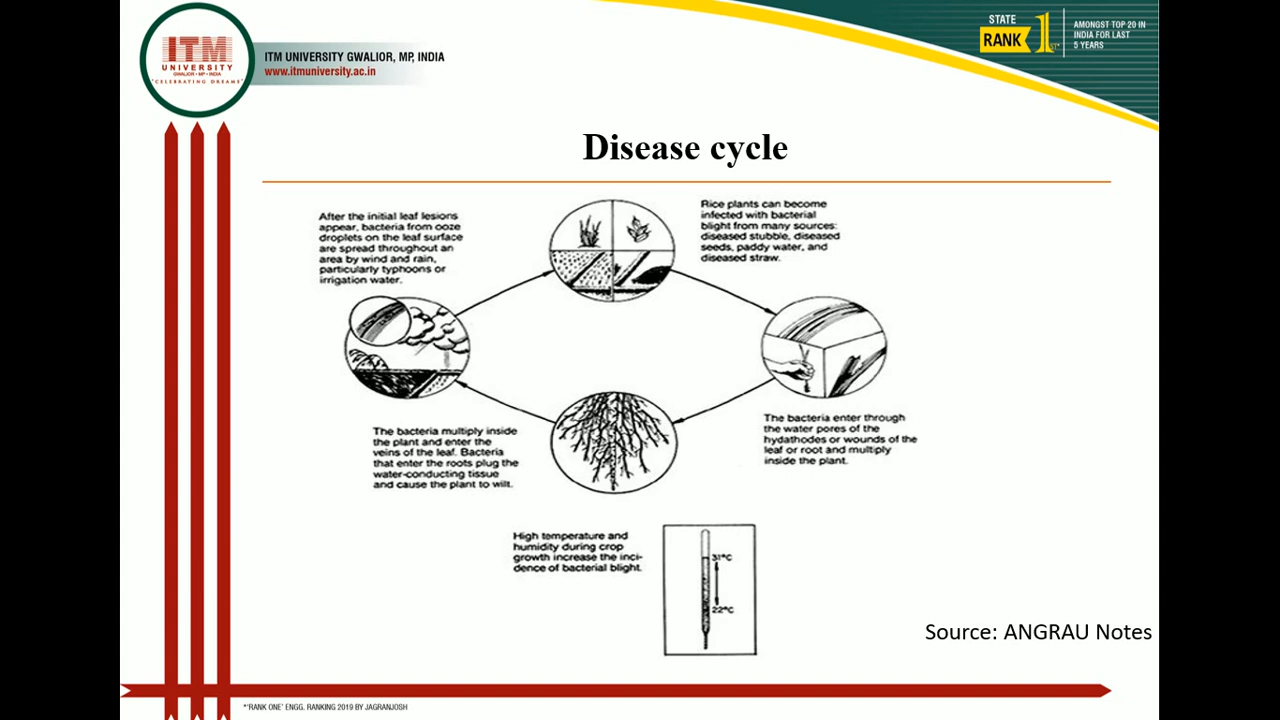 ITM
UNIVERSITY
GWALIOR • MP • INDIA
"CELEBRATING DREAMS"
ITM UNIVERSITY GWALIOR, MP, INDIA
www.itmuniversity.ac.in
STATE
RANK 1ST*
AMONGST TOP 20 IN
INDIA FOR LAST
5 YEARS
Disease cycle
After the initial leaf lesions
appear, bacteria from ooze
droplets on the leaf surface
are spread throughout an
area by wind and rain,
particularly typhoons or
irrigation water.
Rice plants can become
infected with bacterial
blight from many sources:
diseased stubble, diseased
seeds, paddy water, and
diseased straw.
The bacteria multiply inside
the plant and enter the
veins of the leaf. Bacteria
that enter the roots plug the
water-conducting tissue
and cause the plant to wilt.
The bacteria enter through
the water pores of the
hydathodes or wounds of the
leaf or root and multiply
inside the plant.
High temperature and
humidity during crop
growth increase the inci-
dence of bacterial blight.
31°C
22°C
Source: ANGRAU Notes
*'RANK ONE' ENGG. RANKING 2019 BY JAGRANJOSH